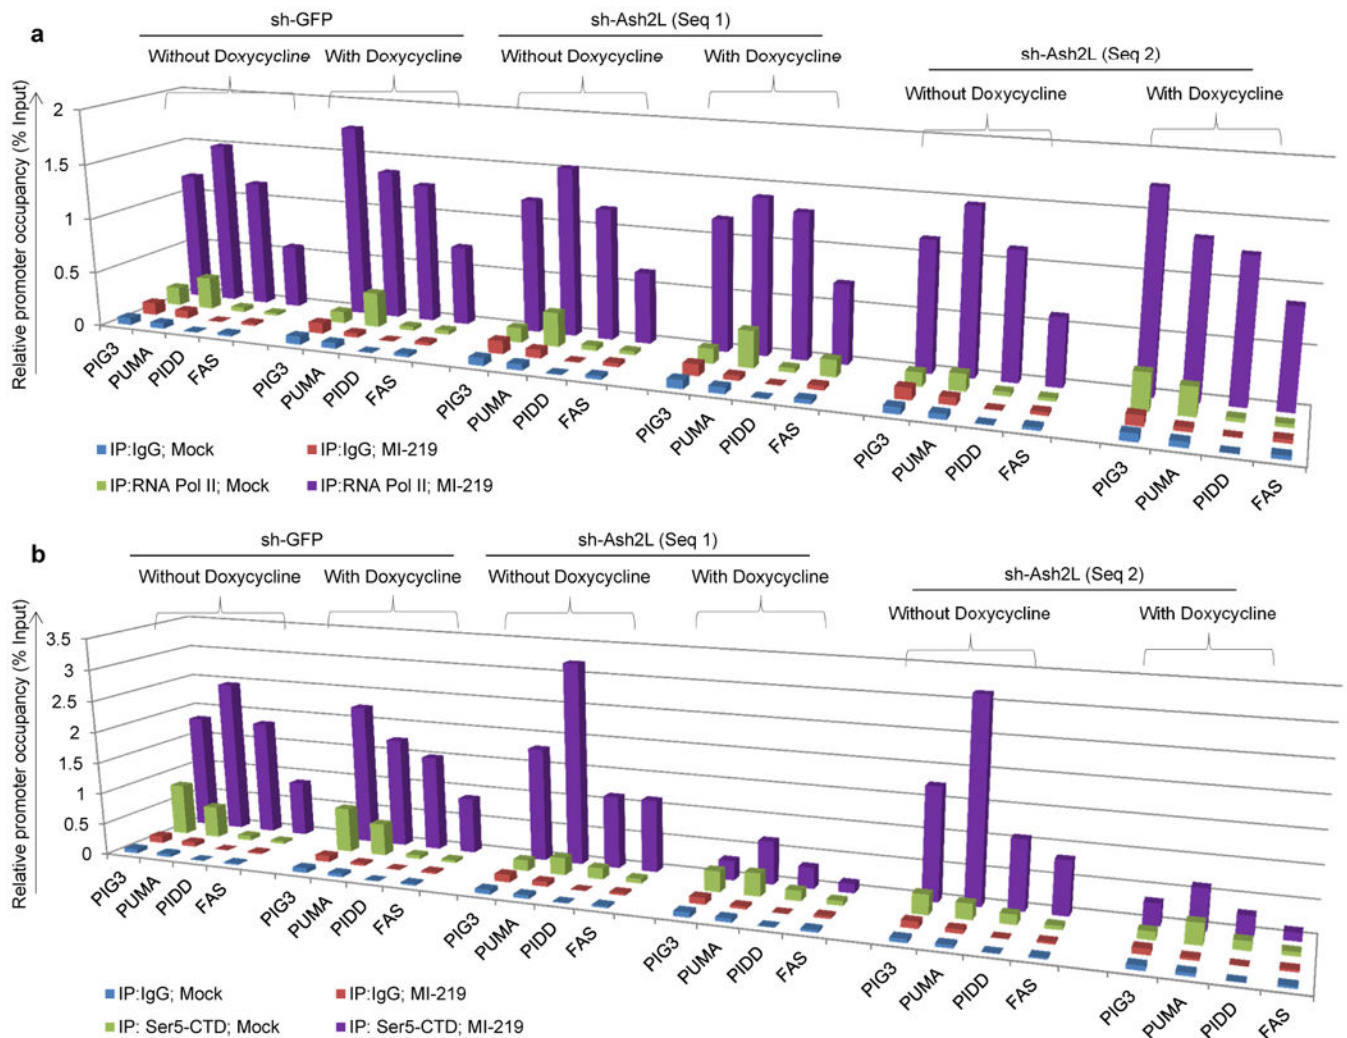 a
sh-GFP
sh-Ash2L (Seq 1)
sh-Ash2L (Seq 2)
Without Doxycycline
With Doxycycline
Without Doxycycline
With Doxycycline
Without Doxycycline
With Doxycycline
Relative promoter occupancy (% Input)
2
1.5
1
0.5
0
PIG3
PUMA
PIDD
FAS
PIG3
PUMA
PIDD
FAS
PIG3
PUMA
PIDD
FAS
PIG3
PUMA
PIDD
FAS
PIG3
PUMA
PIDD
FAS
PIG3
PUMA
PIDD
FAS
IP:IgG; Mock
IP:IgG; MI-219
IP:RNA Pol II; Mock
IP:RNA Pol II; MI-219
b
sh-GFP
sh-Ash2L (Seq 1)
sh-Ash2L (Seq 2)
Without Doxycycline
With Doxycycline
Without Doxycycline
With Doxycycline
Without Doxycycline
With Doxycycline
Relative promoter occupancy (% Input)
3.5
3
2.5
2
1.5
1
0.5
0
PIG3
PUMA
PIDD
FAS
PIG3
PUMA
PIDD
FAS
PIG3
PUMA
PIDD
FAS
PIG3
PUMA
PIDD
FAS
PIG3
PUMA
PIDD
FAS
PIG3
PUMA
PIDD
FAS
IP:IgG; Mock
IP:IgG; MI-219
IP: Ser5-CTD; Mock
IP: Ser5-CTD; MI-219